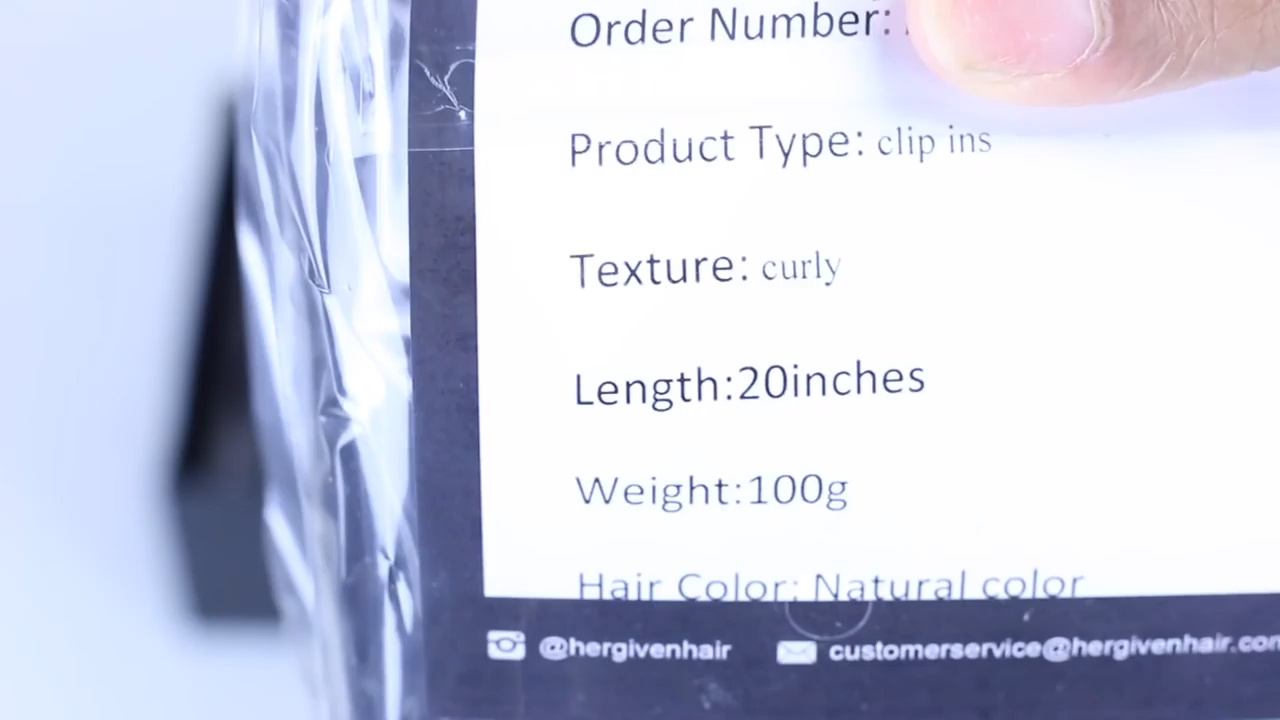 Order Number:
Product Type: clip ins
Texture: curly
Length:20inches
Weight:100g
Hair Color: Natural color
@hergivenhair customerservice@hergivenhair.com